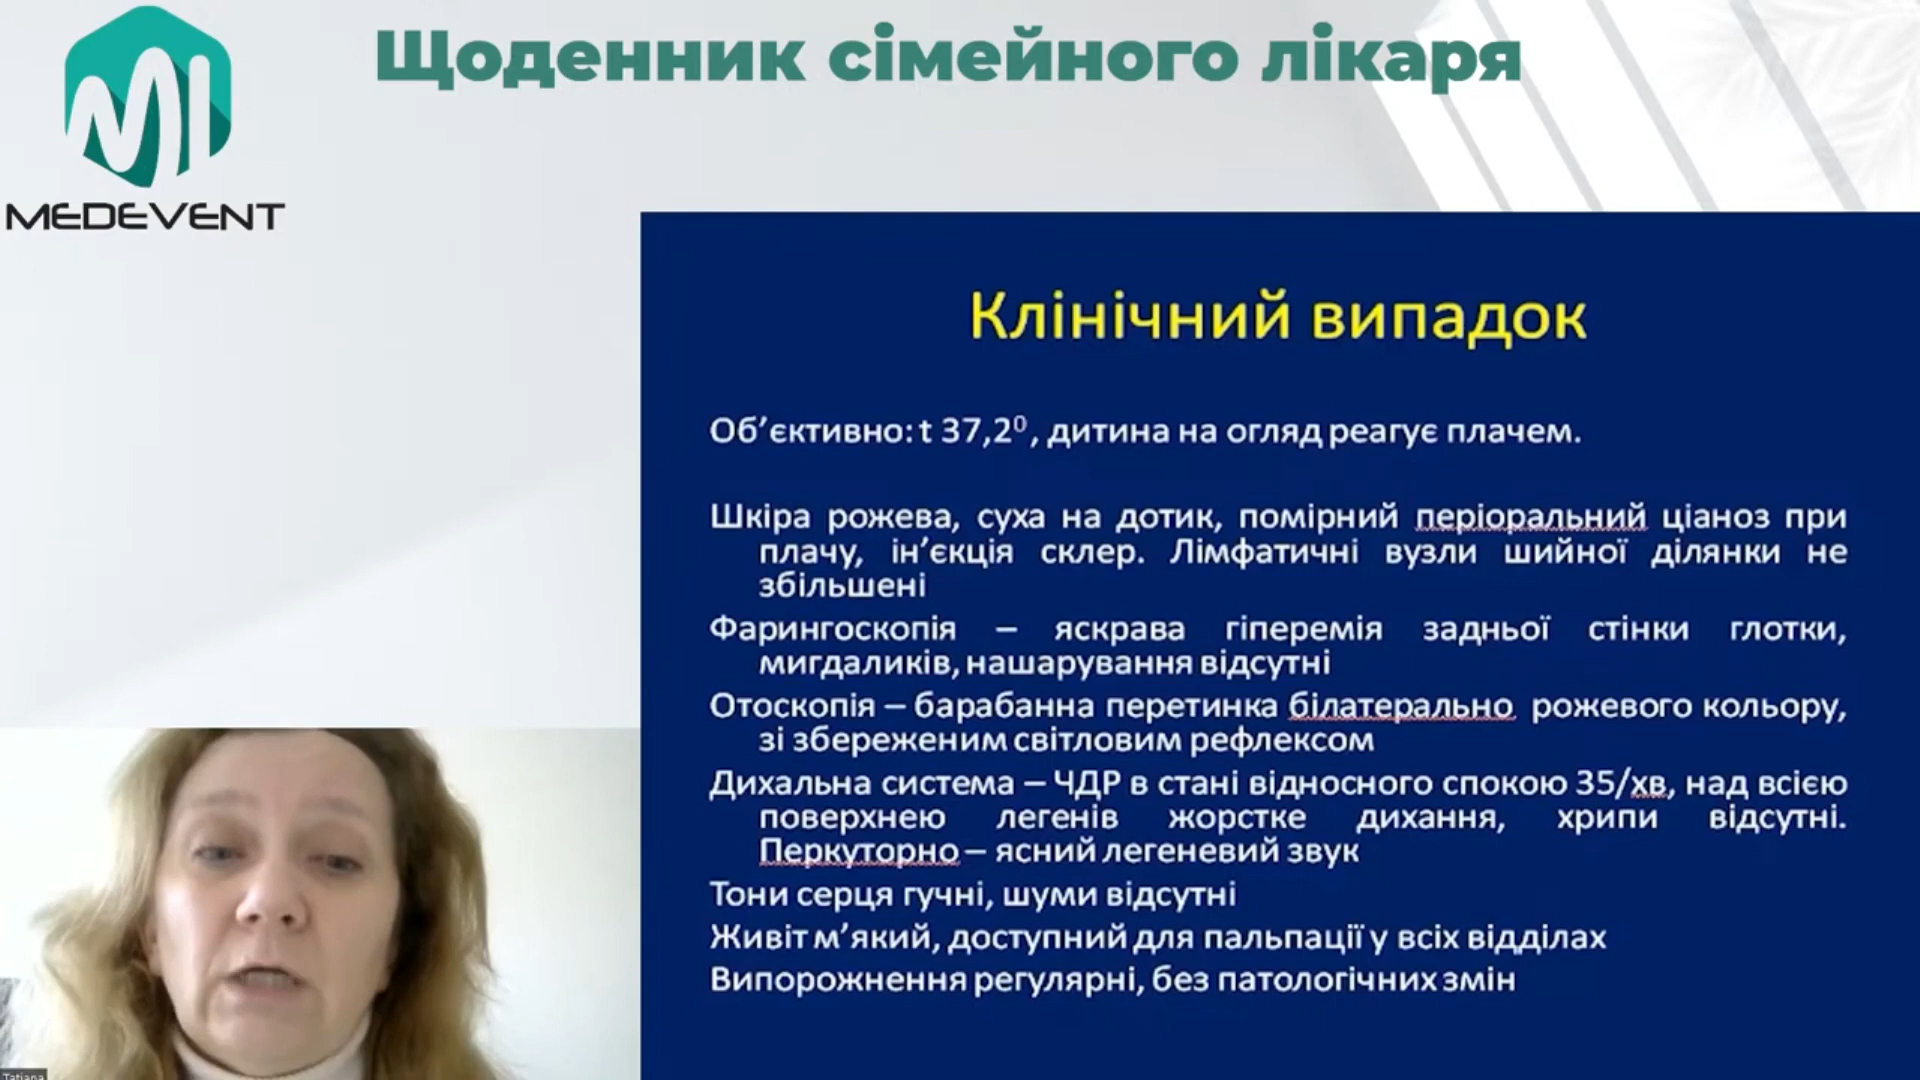 Щоденник сімейного лікаря
MEDEVENT
Клінічний випадок
Об’єктивно: t 37,2⁰, дитина на огляд реагує плачем.
Шкіра рожева, суха на дотик, помірний періоральний ціаноз при
плачу, ін’єкція склер. Лімфатичні вузли шийної ділянки не
збільшені
Фарингоскопія – яскрава гіперемія задньої стінки глотки,
мигдаликів, нашарування відсутні
Отоскопія – барабанна перетинка білатерально рожевого кольору,
зі збереженим світловим рефлексом
Дихальна система – ЧДР в стані відносного спокою 35/хв, над всією
поверхнею легенів жорстке дихання, хрипи відсутні.
Перкуторно – ясний легеневий звук
Тони серця гучні, шуми відсутні
Живіт м’який, доступний для пальпації у всіх відділах
Випорожнення регулярні, без патологічних змін
Tatiana